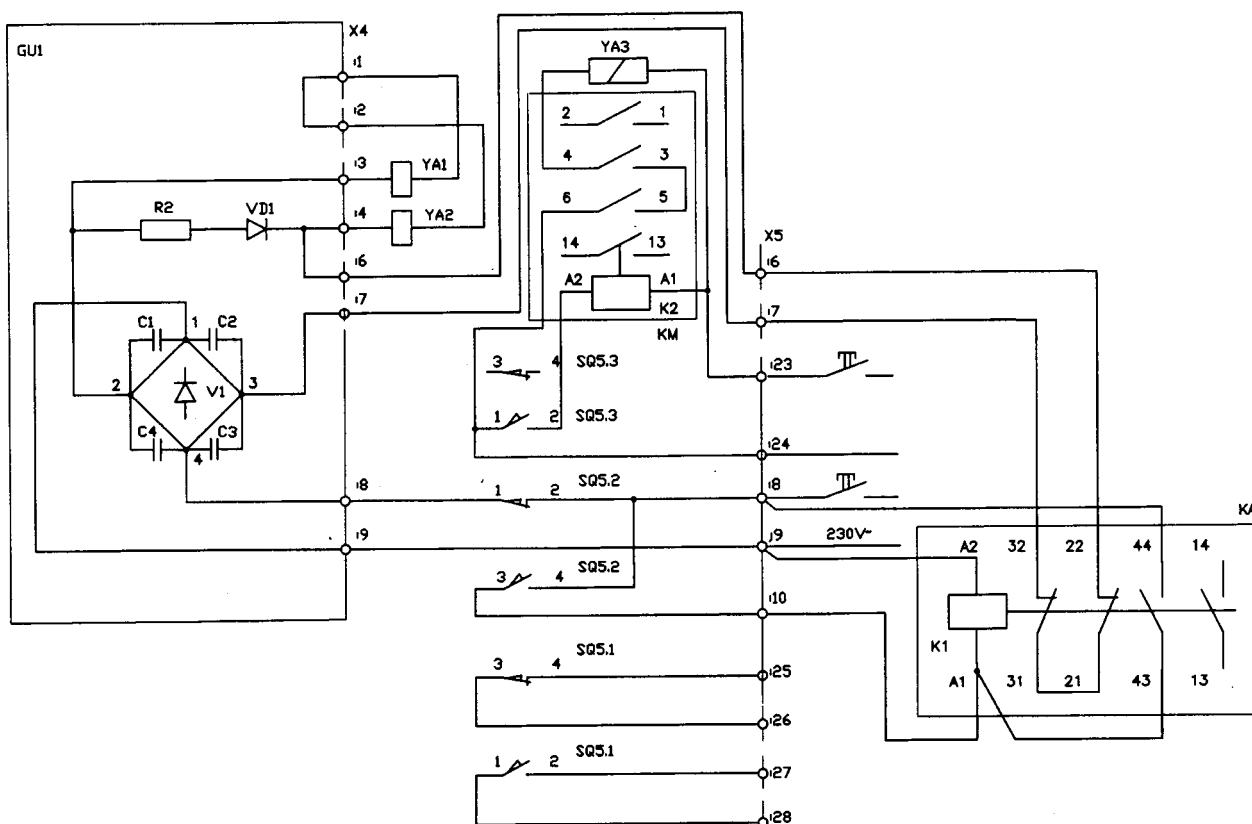 GU1
X4
:1
:2
:3
YA1
:4
YA2
R2
VD1
:6
:7
C1
1
C2
2
V1
3
C4
4
C3
:8
:9
YA3
2
1
4
3
6
5
14
13
A2
A1
K2
KM
3
4
SQ5.3
1
2
SQ5.3
1
2
SQ5.2
3
4
SQ5.2
3
4
SQ5.1
1
2
SQ5.1
X5
:6
:7
:23
:24
:8
:9
230V~
:10
:25
:26
:27
:28
KA
A2
32
22
44
14
K1
A1
31
21
43
13